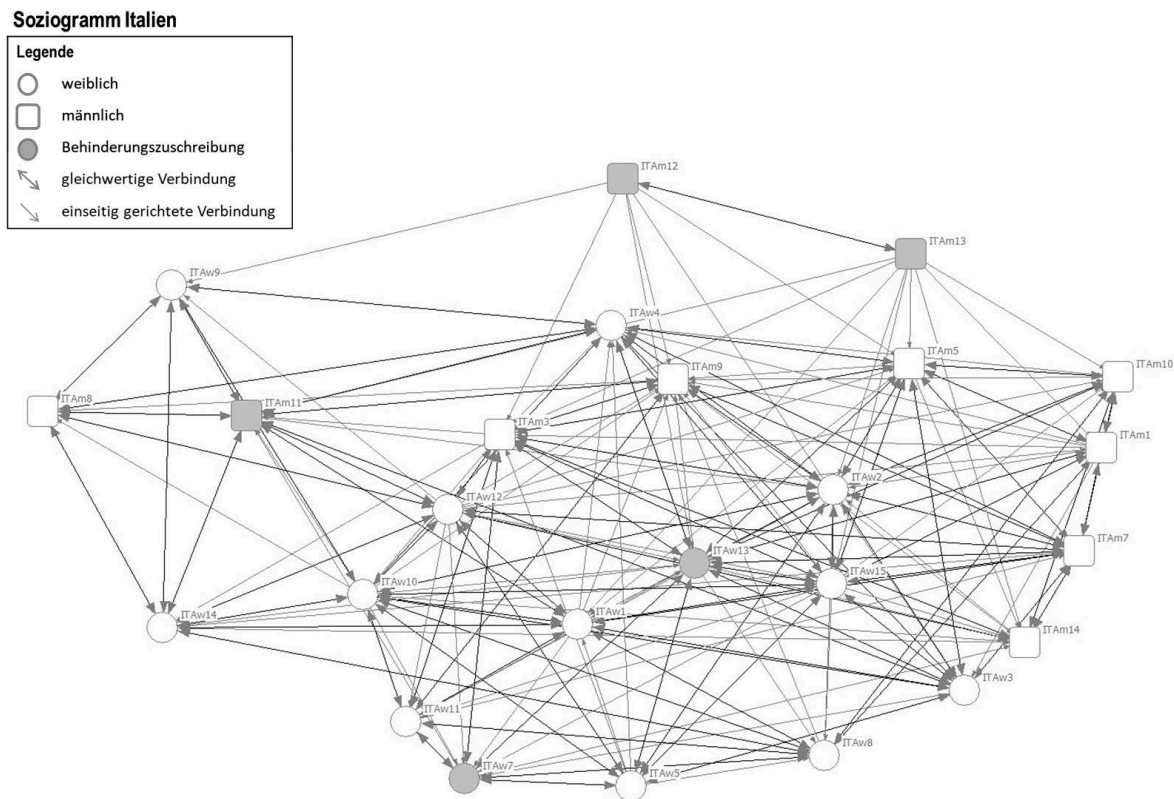 Soziogramm Italien
Legende
weiblich
männlich
Behinderungszuschreibung
gleichwertige Verbindung
einseitig gerichtete Verbindung
ITAm12
ITAm13
ITAw9
ITAw4
ITAm5
ITAm9
ITAm10
ITAm8
ITAm11
ITAm3
ITAm1
ITAw2
ITAw12
ITAm7
ITAw13
ITAw15
ITAw10
ITAw14
ITAw1
ITAm14
ITAw3
ITAw11
ITAw8
ITAw7
ITAw5